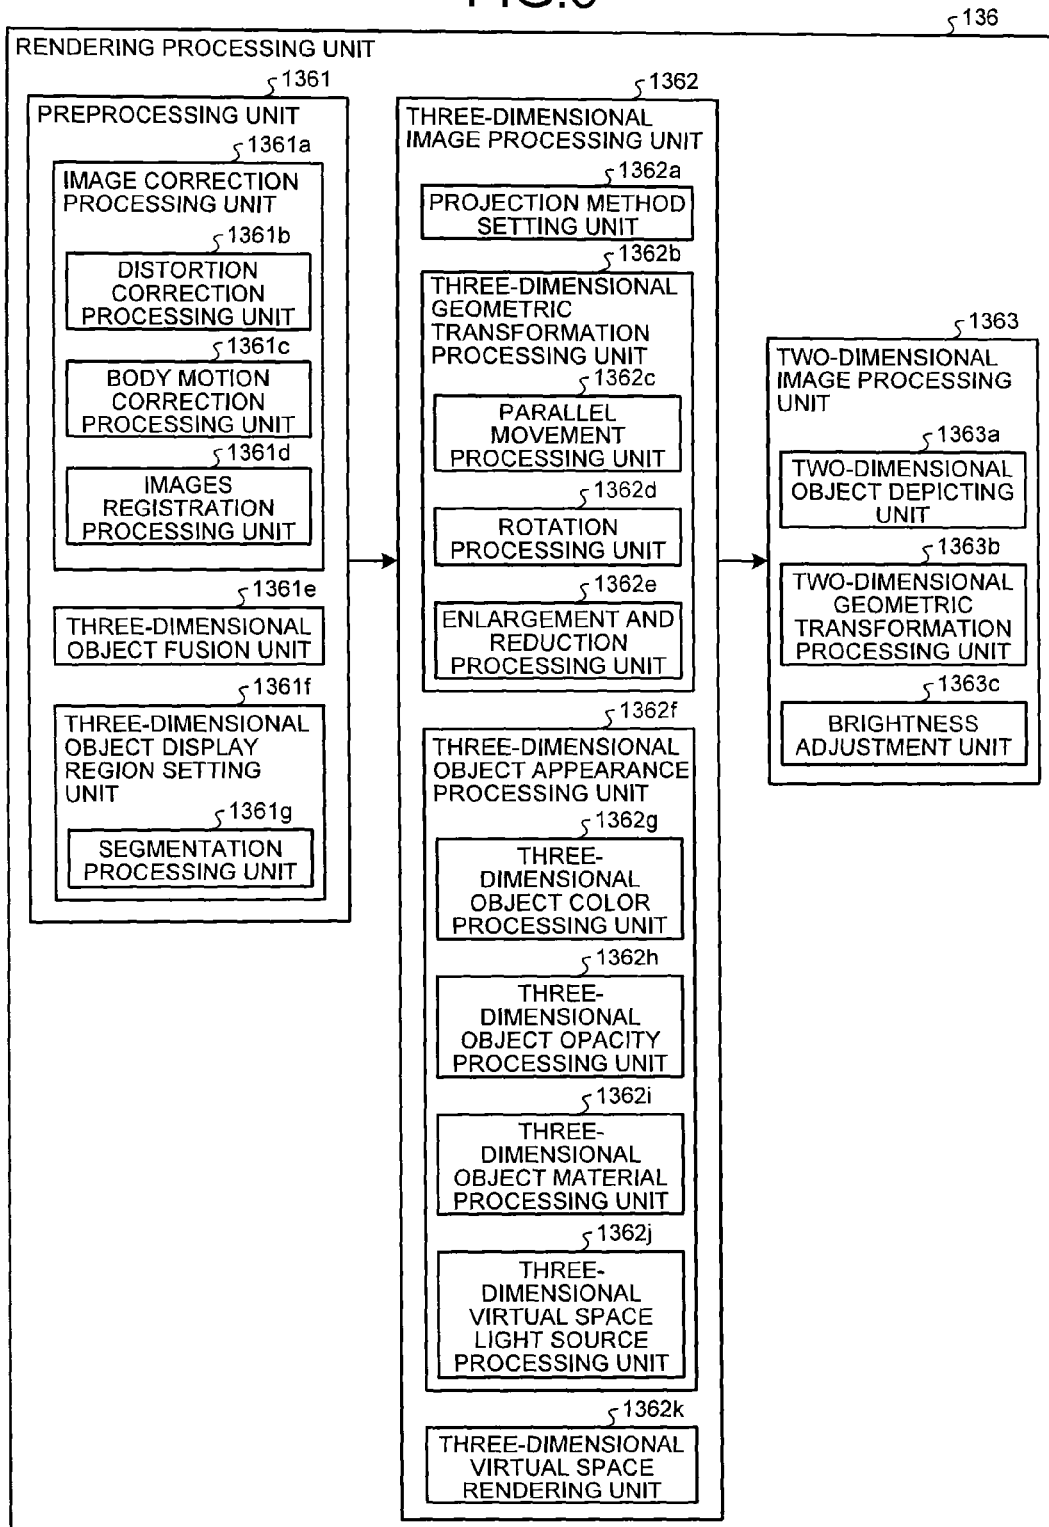 136
RENDERING PROCESSING UNIT
1361
PREPROCESSING UNIT
1361a
IMAGE CORRECTION
PROCESSING UNIT
1361b
DISTORTION
CORRECTION
PROCESSING UNIT
1361c
BODY MOTION
CORRECTION
PROCESSING UNIT
1361d
IMAGES
REGISTRATION
PROCESSING UNIT
1361e
THREE-DIMENSIONAL
OBJECT FUSION UNIT
1361f
THREE-DIMENSIONAL
OBJECT DISPLAY
REGION SETTING
UNIT
1361g
SEGMENTATION
PROCESSING UNIT
1362
THREE-DIMENSIONAL
IMAGE PROCESSING UNIT
1362a
PROJECTION METHOD
SETTING UNIT
1362b
THREE-DIMENSIONAL
GEOMETRIC
TRANSFORMATION
PROCESSING UNIT
1362c
PARALLEL
MOVEMENT
PROCESSING UNIT
1362d
ROTATION
PROCESSING UNIT
1362e
ENLARGEMENT AND
REDUCTION
PROCESSING UNIT
1362f
THREE-DIMENSIONAL
OBJECT APPEARANCE
PROCESSING UNIT
1362g
THREE-
DIMENSIONAL
OBJECT COLOR
PROCESSING UNIT
1362h
THREE-
DIMENSIONAL
OBJECT OPACITY
PROCESSING UNIT
1362i
THREE-
DIMENSIONAL
OBJECT MATERIAL
PROCESSING UNIT
1362j
THREE-
DIMENSIONAL
VIRTUAL SPACE
LIGHT SOURCE
PROCESSING UNIT
1362k
THREE-DIMENSIONAL
VIRTUAL SPACE
RENDERING UNIT
1363
TWO-DIMENSIONAL
IMAGE PROCESSING
UNIT
1363a
TWO-DIMENSIONAL
OBJECT DEPICTING
UNIT
1363b
TWO-DIMENSIONAL
GEOMETRIC
TRANSFORMATION
PROCESSING UNIT
1363c
BRIGHTNESS
ADJUSTMENT UNIT